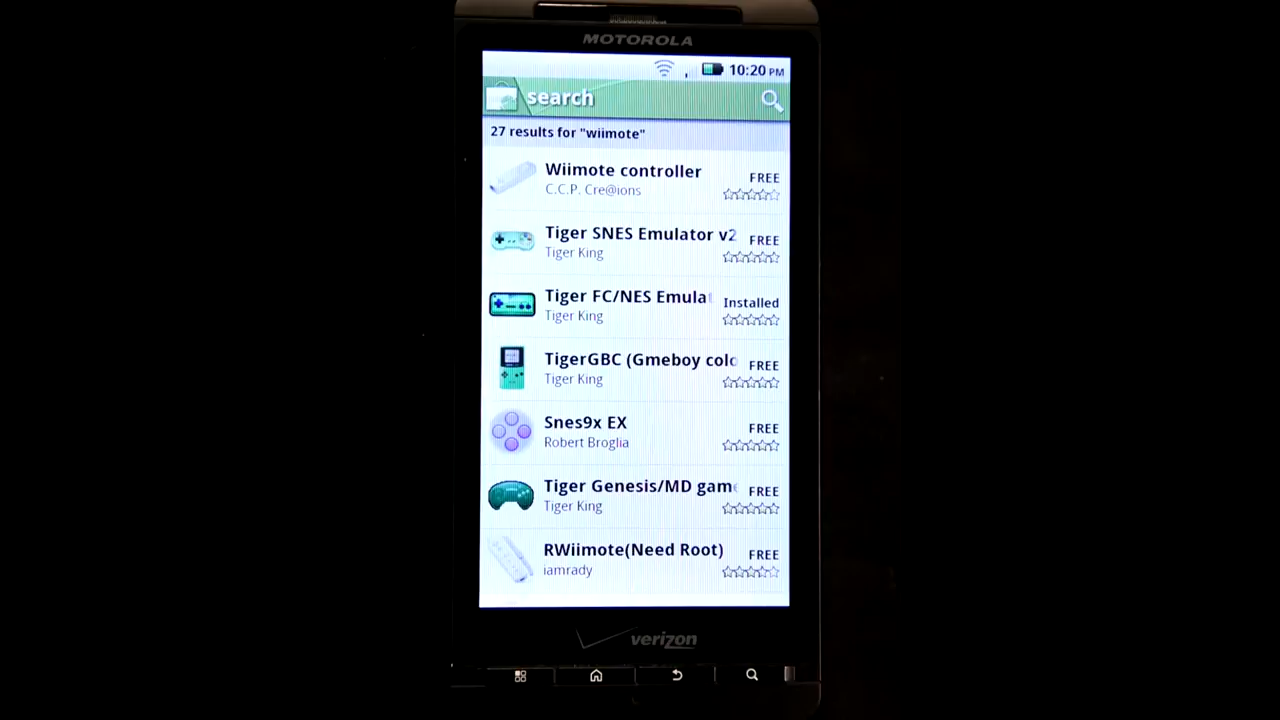 MOTOROLA
10:20 PM
search
27 results for "wiimote"
Wiimote controller
FREE
C.C.P. Cre@ions
Tiger SNES Emulator v2
FREE
Tiger King
Tiger FC/NES Emula
Installed
Tiger King
TigerGBC (Gmeboy colo
FREE
Tiger King
Snes9x EX
FREE
Robert Broglia
Tiger Genesis/MD game
FREE
Tiger King
RWiimote(Need Root)
FREE
iamrady
verizon